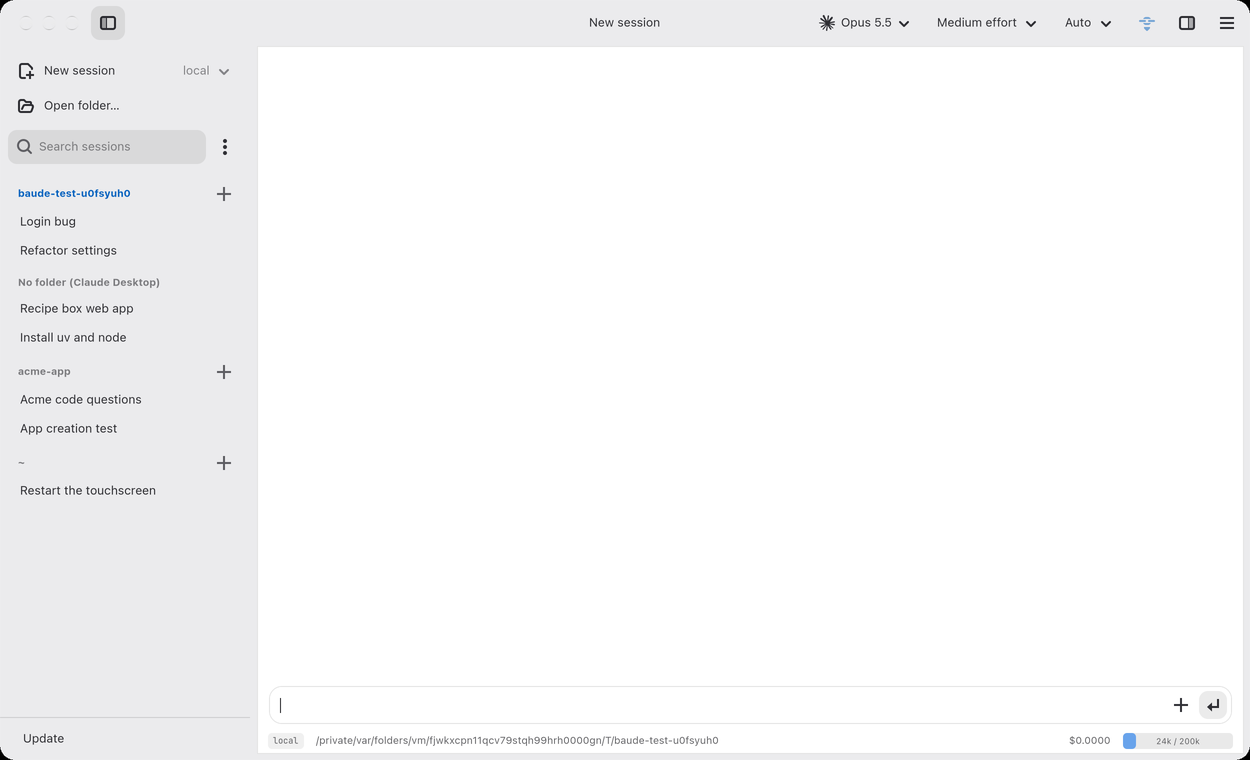 New session
Opus 5.5
Medium effort
Auto
New session
local
Open folder...
Search sessions
baude-test-u0fsyuh0
Login bug
Refactor settings
No folder (Claude Desktop)
Recipe box web app
Install uv and node
acme-app
Acme code questions
App creation test
~
Restart the touchscreen
Update
local
/private/var/folders/vm/fjwkxcpn11qcv79stqh99hrh0000gn/T/baude-test-u0fsyuh0
$0.0000
24k / 200k